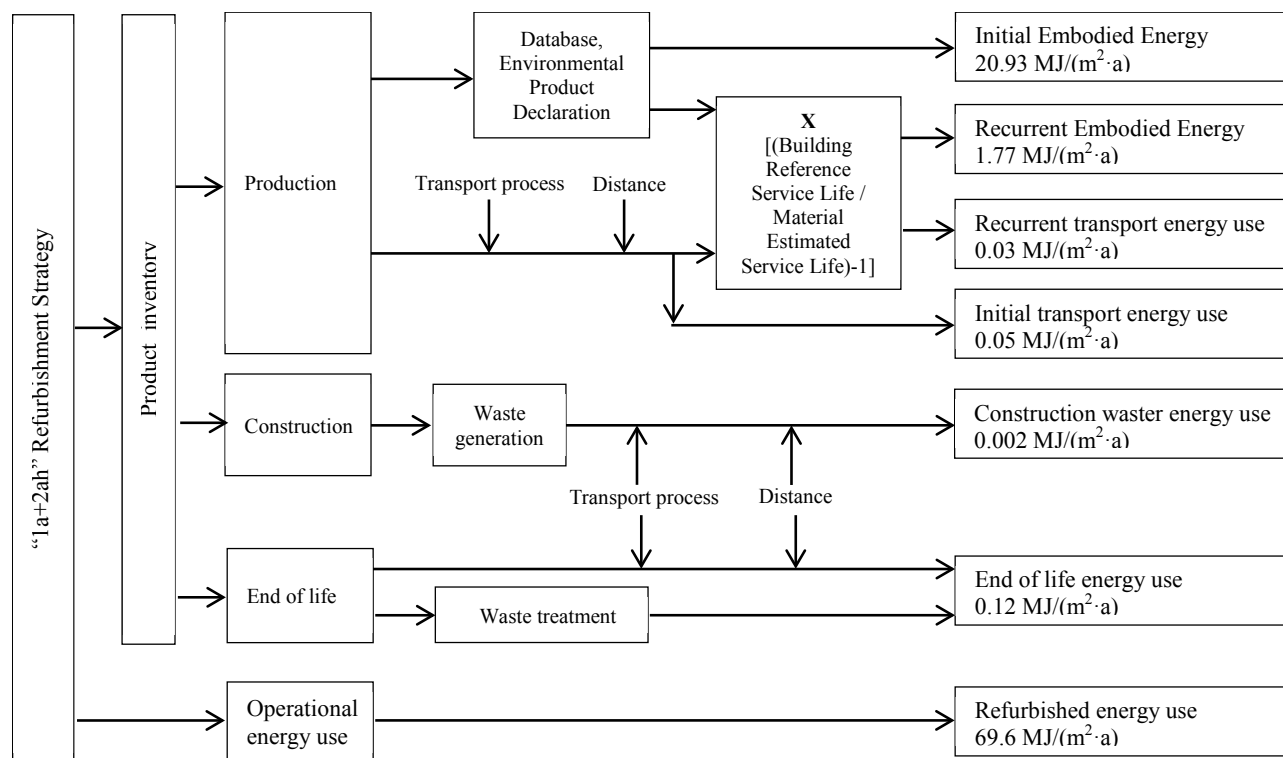 “1a+2ah” Refurbishment Strategy
Product inventory
Production
Database,
Environmental
Product
Declaration
Initial Embodied Energy
20.93 MJ/(m²·a)
X
[(Building
Reference
Service Life /
Material
Estimated
Service Life)-1]
Recurrent Embodied Energy
1.77 MJ/(m²·a)
Transport process
Distance
Recurrent transport energy use
0.03 MJ/(m²·a)
Initial transport energy use
0.05 MJ/(m²·a)
Construction
Waste
generation
Construction waster energy use
0.002 MJ/(m²·a)
Transport process
Distance
End of life
Waste treatment
End of life energy use
0.12 MJ/(m²·a)
Operational
energy use
Refurbished energy use
69.6 MJ/(m²·a)